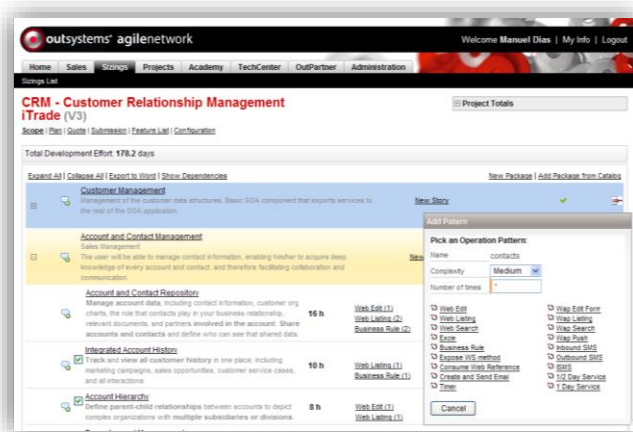 outsystems® agilenetwork
Welcome Manuel Dias | My Info | Logout
Home Sales Sizings Projects Academy TechCenter OutPartner Administration
Sizings List
CRM - Customer Relationship Management
iTrade (V3)
Project Totals
Scope | Plan | Quote | Submission | Feature List | Configuration
Total Development Effort: 178.2 days
Expand All | Collapse All | Export to Word | Show Dependencies
New Package | Add Package from Catalog
Customer Management
Management of the customer data structures. Basic SOA component that exports services to
the rest of the SOA application.
New Story
Account and Contact Management
Sales Management
The user will be able to manage contact information, enabling him/her to acquire deep
knowledge of every account and contact, and therefore facilitating collaboration and
communication.
New
Account and Contact Repository
Manage account data, including contact information, customer org
charts, the role that contacts play in your business relationship,
relevant documents, and partners involved in the account. Share
accounts and contacts and define who can see that shared data.
16 h
Web Edit (1)
Web Listing (2)
Business Rule (2)
Integrated Account History
Track and view all customer history in one place, including
marketing campaigns, sales opportunities, customer service cases,
and all interactions.
10 h
Web Listing (1)
Business Rule (1)
Account Hierarchy
Define parent-child relationships between accounts to depict
complex organizations with multiple subsidiaries or divisions.
8 h
Web Edit (1)
Web Listing (1)
Add Pattern
Pick an Operation Pattern:
Name contacts
Complexity Medium
Number of times
Web Edit
Web Listing
Web Search
Excel
Business Rule
Expose WS method
Consume Web Reference
Create and Send Email
Timer
Wap Edit Form
Wap Listing
Wap Search
Wap Push
Inbound SMS
Outbound SMS
ISMS
1/2 Day Service
1 Day Service
Cancel